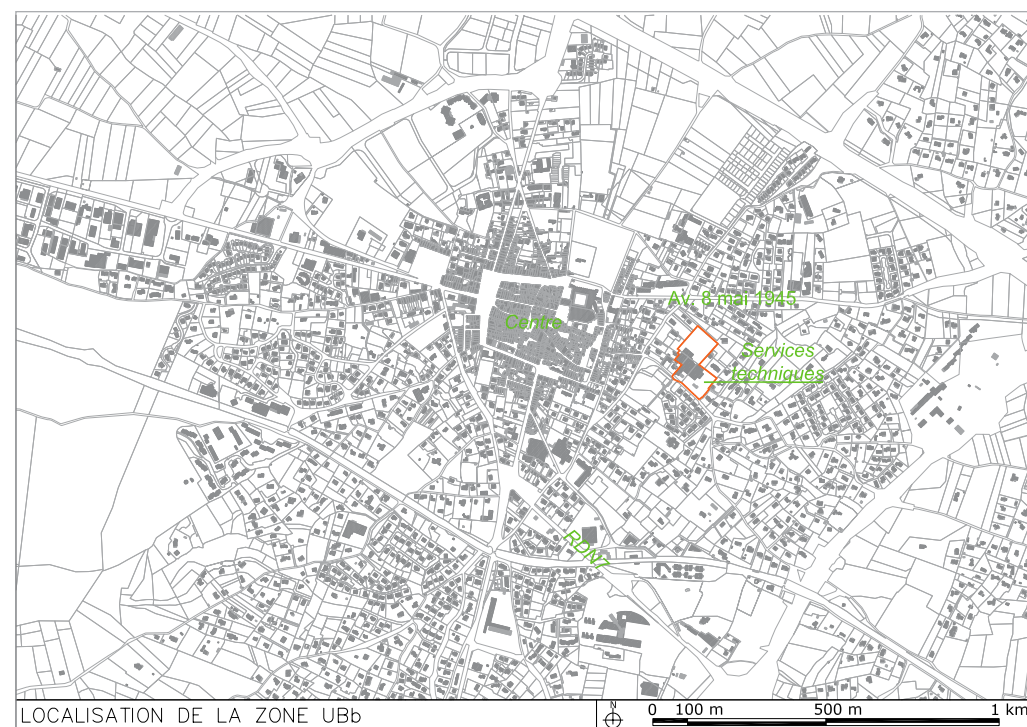 Av. 8 mai 1945
Centre
Services
techniques
RDN7
LOCALISATION DE LA ZONE UBb
N
0 100 m 500 m 1 km